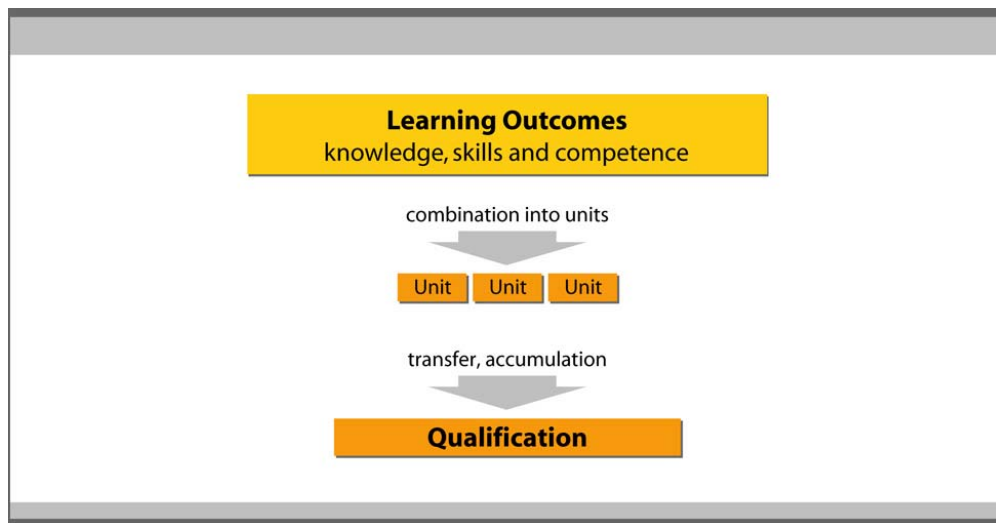 Learning Outcomes
knowledge, skills and competence
combination into units
Unit Unit Unit
transfer, accumulation
Qualification